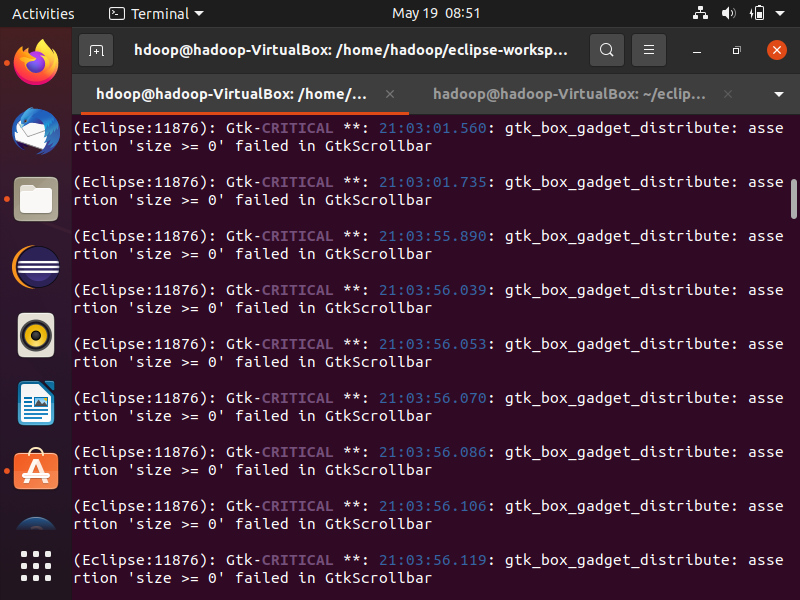 Activities
Terminal
May 19 08:51
hdoop@hadoop-VirtualBox: /home/hadoop/eclipse-worksp...
hdoop@hadoop-VirtualBox: /home/...
hadoop@hadoop-VirtualBox: ~/eclip...
(Eclipse:11876): Gtk-CRITICAL **: 21:03:01.560: gtk_box_gadget_distribute: asse
rtion 'size >= 0' failed in GtkScrollbar
(Eclipse:11876): Gtk-CRITICAL **: 21:03:01.735: gtk_box_gadget_distribute: asse
rtion 'size >= 0' failed in GtkScrollbar
(Eclipse:11876): Gtk-CRITICAL **: 21:03:55.890: gtk_box_gadget_distribute: asse
rtion 'size >= 0' failed in GtkScrollbar
(Eclipse:11876): Gtk-CRITICAL **: 21:03:56.039: gtk_box_gadget_distribute: asse
rtion 'size >= 0' failed in GtkScrollbar
(Eclipse:11876): Gtk-CRITICAL **: 21:03:56.053: gtk_box_gadget_distribute: asse
rtion 'size >= 0' failed in GtkScrollbar
(Eclipse:11876): Gtk-CRITICAL **: 21:03:56.070: gtk_box_gadget_distribute: asse
rtion 'size >= 0' failed in GtkScrollbar
(Eclipse:11876): Gtk-CRITICAL **: 21:03:56.086: gtk_box_gadget_distribute: asse
rtion 'size >= 0' failed in GtkScrollbar
(Eclipse:11876): Gtk-CRITICAL **: 21:03:56.106: gtk_box_gadget_distribute: asse
rtion 'size >= 0' failed in GtkScrollbar
(Eclipse:11876): Gtk-CRITICAL **: 21:03:56.119: gtk_box_gadget_distribute: asse
rtion 'size >= 0' failed in GtkScrollbar